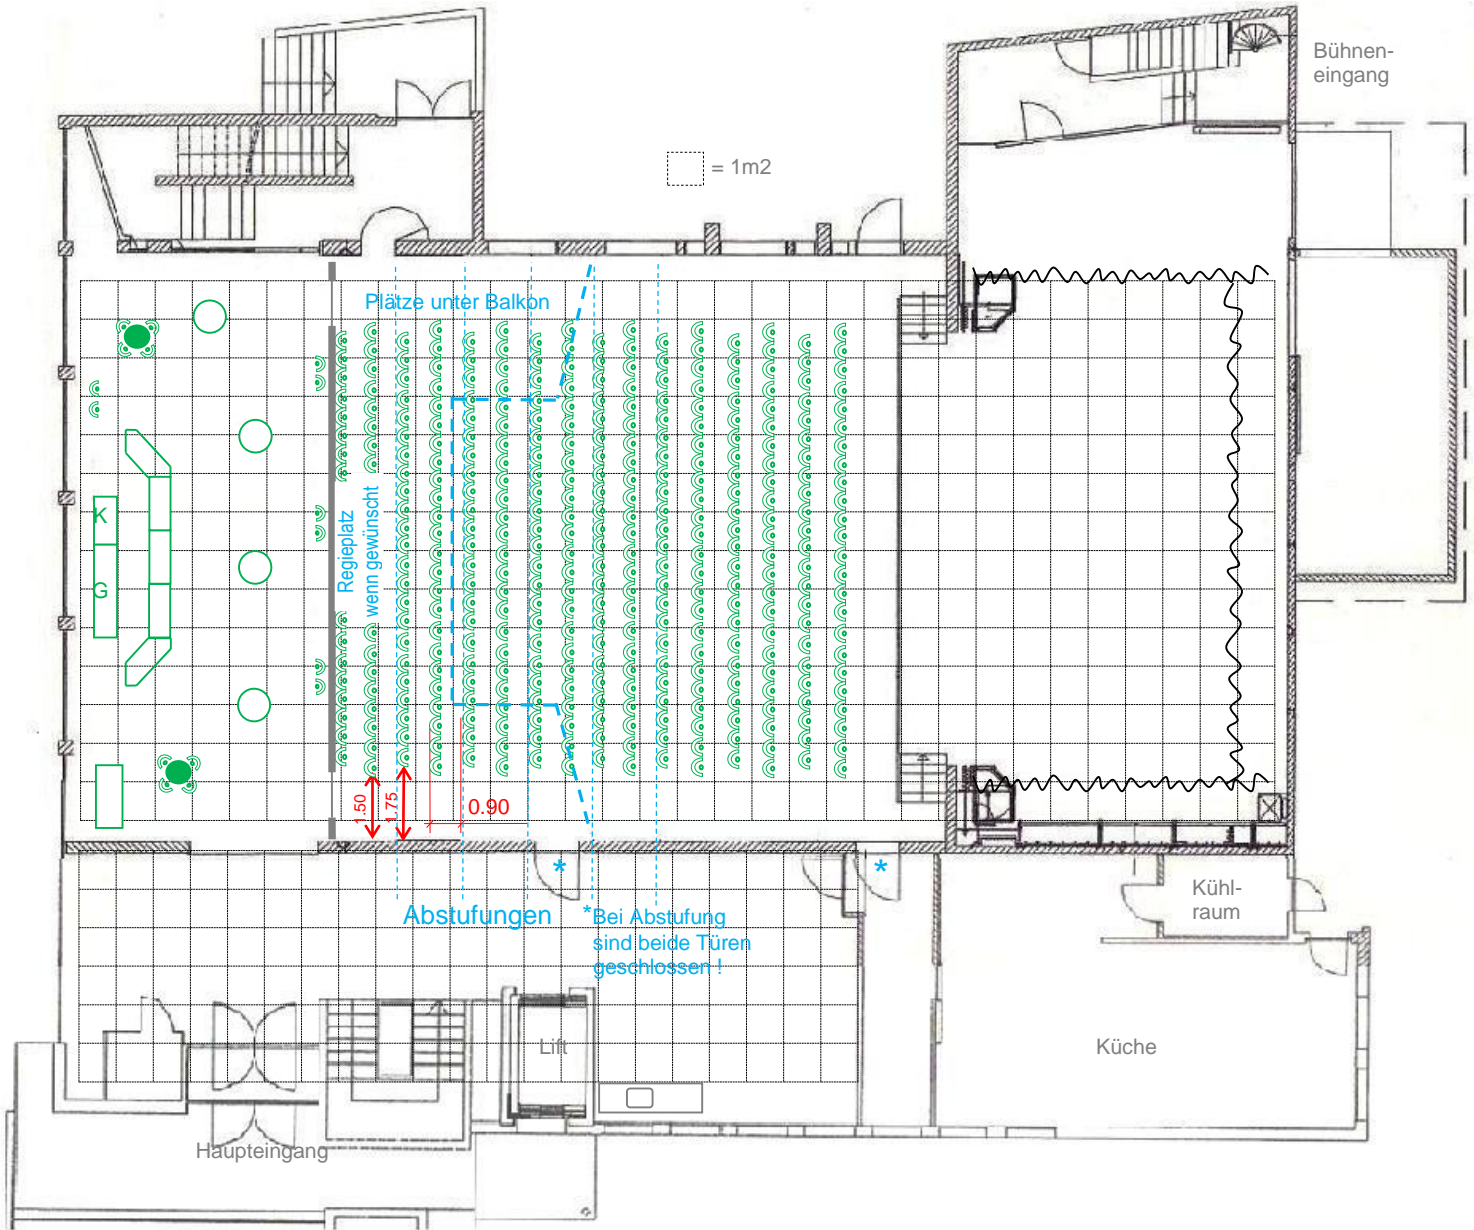 Bühnen-
eingang
= 1m2
Plätze unter Balkon
Regieplatz
wenn gewünscht
K
G
1.50
1.75
0.90
*
*
Abstufungen
*Bei Abstufung
sind beide Türen
geschlossen !
Kühl-
raum
Lift
Küche
Haupteingang